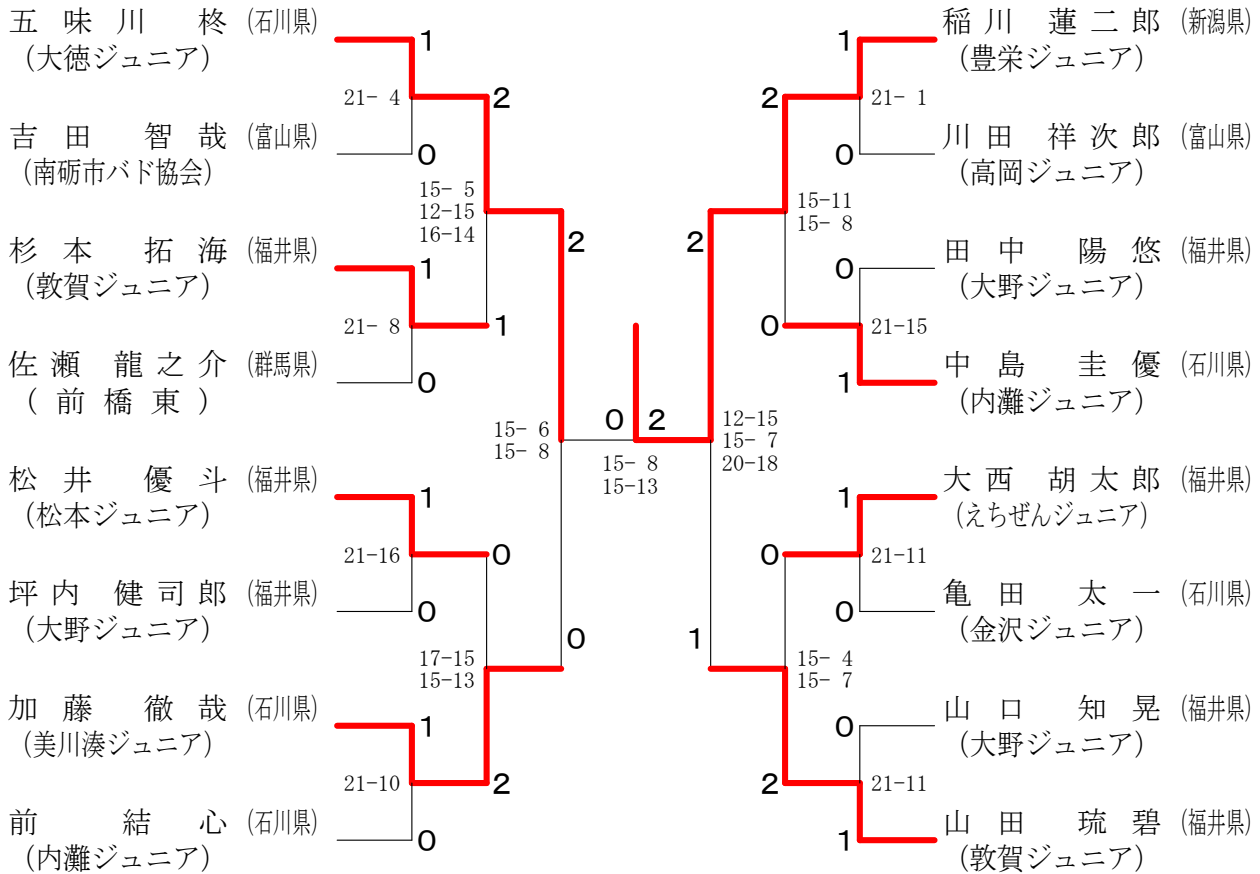 五味川 柊 (石川県)
(大徳ジュニア)
1
21- 4
2
吉田 智哉 (富山県)
(南砺市バド協会)
0
15- 5
12-15
16-14
2
杉本 拓海 (福井県)
(敦賀ジュニア)
1
21- 8
1
佐瀬 龍之介 (群馬県)
(前橋東)
0
15- 6
15- 8
松井 優斗 (福井県)
(松本ジュニア)
1
21-16
0
坪内 健司郎 (福井県)
(大野ジュニア)
0
17-15
15-13
0
加藤 徹哉 (石川県)
(美川湊ジュニア)
1
21-10
2
前 結心 (石川県)
(内灘ジュニア)
0
0 2
15- 8
15-13
稲川 蓮二郎 (新潟県)
(豊栄ジュニア)
1
21- 1
2
川田 祥次郎 (富山県)
(高岡ジュニア)
0
15-11
15- 8
2
田中 陽悠 (福井県)
(大野ジュニア)
0
21-15
0
中島 圭優 (石川県)
(内灘ジュニア)
1
12-15
15- 7
20-18
大西 胡太郎 (福井県)
(えちぜんジュニア)
1
21-11
0
亀田 太一 (石川県)
(金沢ジュニア)
0
15- 4
15- 7
1
山口 知晃 (福井県)
(大野ジュニア)
0
21-11
2
山田 琉碧 (福井県)
(敦賀ジュニア)
1